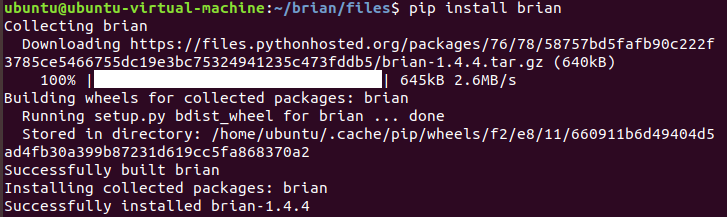 ubuntu@ubuntu-virtual-machine:~/brian/files$ pip install brian
Collecting brian
  Downloading https://files.pythonhosted.org/packages/76/78/58757bd5fafb90c222f
3785ce5466755dc19e3bc75324941235c473fddb5/brian-1.4.4.tar.gz (640kB)
    100% |████████████████████████████████| 645kB 2.6MB/s
Building wheels for collected packages: brian
  Running setup.py bdist_wheel for brian ... done
  Stored in directory: /home/ubuntu/.cache/pip/wheels/f2/e8/11/660911b6d49404d5
ad4fb30a399b87231d619cc5fa868370a2
Successfully built brian
Installing collected packages: brian
Successfully installed brian-1.4.4